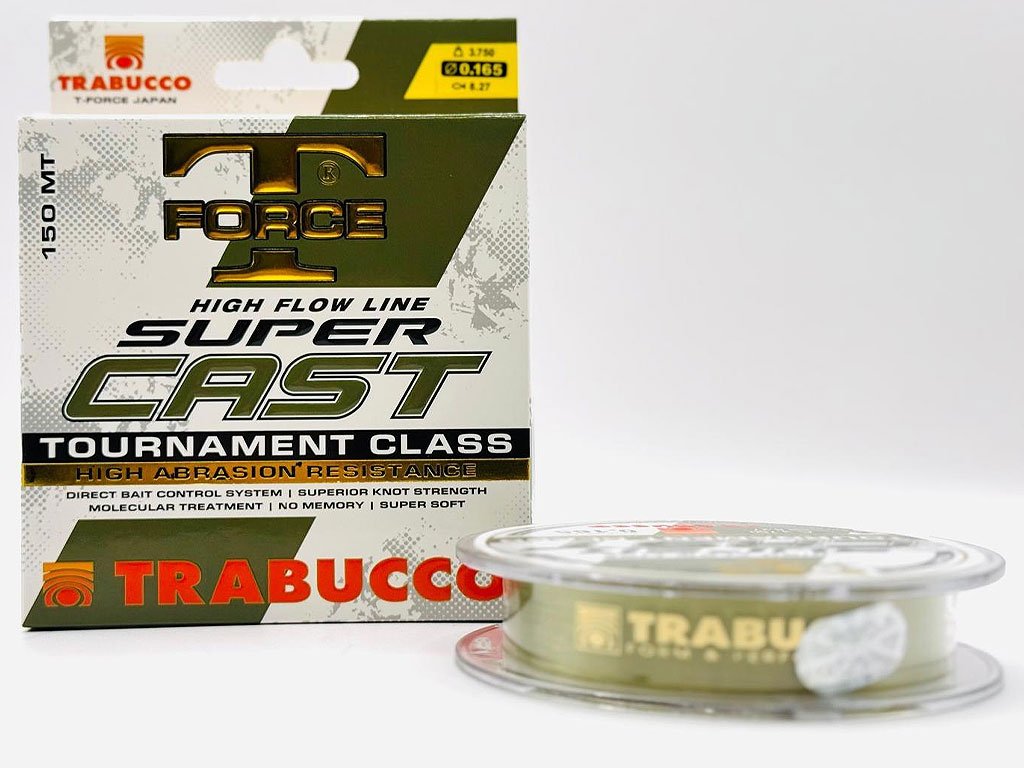 TRABUCCO
T-FORCE JAPAN
3.750
Ø 0.165
8.27
150 MT
T ®
FORCE
HIGH FLOW LINE
SUPER
CAST
TOURNAMENT CLASS
HIGH ABRASION RESISTANCE
DIRECT BAIT CONTROL SYSTEM | SUPERIOR KNOT STRENGTH
MOLECULAR TREATMENT | NO MEMORY | SUPER SOFT
TRABUCCO
TRABU